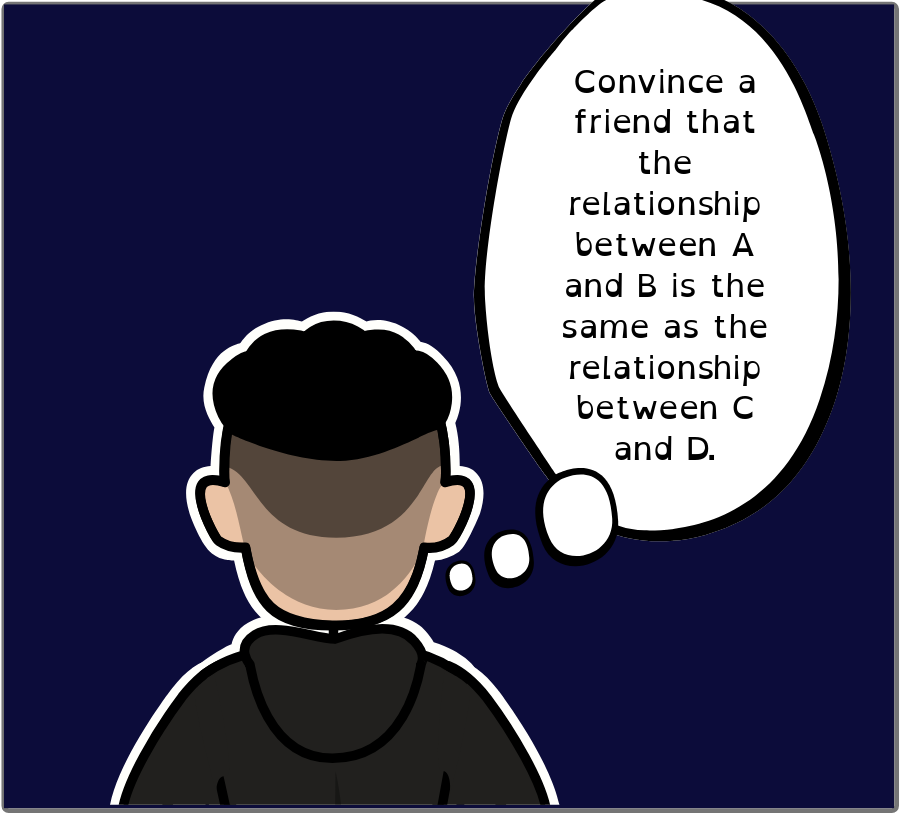 Convince a
friend that
the
relationship
between A
and B is the
same as the
relationship
between C
and D.